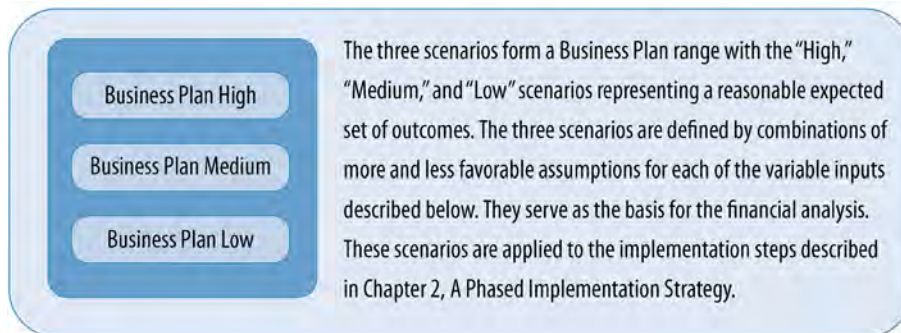 Business Plan High
Business Plan Medium
Business Plan Low
The three scenarios form a Business Plan range with the “High,”
“Medium,” and “Low” scenarios representing a reasonable expected
set of outcomes. The three scenarios are defined by combinations of
more and less favorable assumptions for each of the variable inputs
described below. They serve as the basis for the financial analysis.
These scenarios are applied to the implementation steps described
in Chapter 2, A Phased Implementation Strategy.